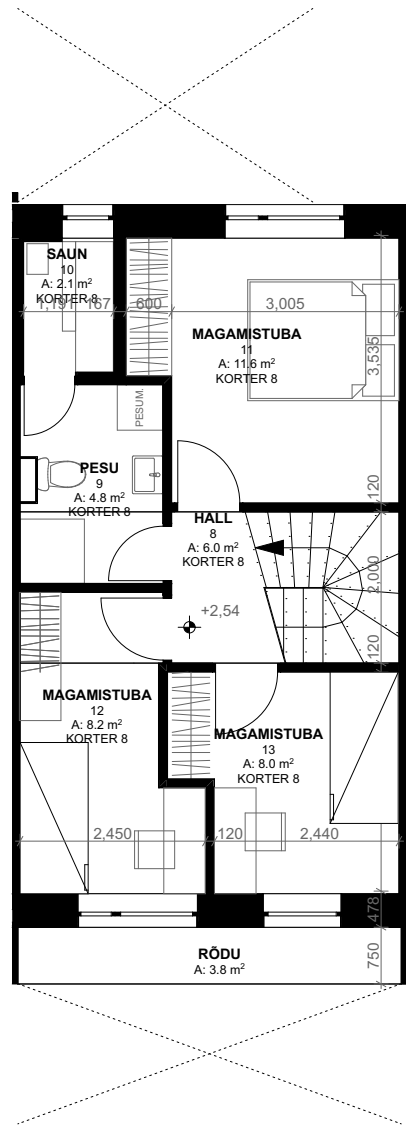 SAUN
10
A: 2.1 m²
KORTER 8
1,191 167 600 3,005
MAGAMISTUBA
11
A: 11.6 m²
KORTER 8
3,535
PESUM.
PESU
9
A: 4.8 m²
KORTER 8
120
HALL
8
A: 6.0 m²
KORTER 8
2,000
+2,54
120
MAGAMISTUBA
12
A: 8.2 m²
KORTER 8
MAGAMISTUBA
13
A: 8.0 m²
KORTER 8
2,450 120 2,440
478
RÕDU
A: 3.8 m²
750